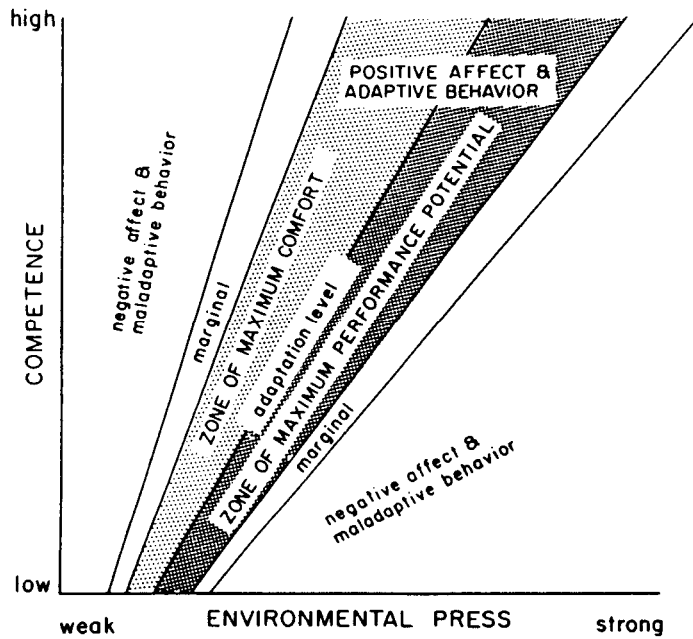 high
POSITIVE AFFECT &
ADAPTIVE BEHAVIOR
negative affect &
maladaptive behavior
marginal
ZONE OF MAXIMUM COMFORT
adaptation level
ZONE OF MAXIMUM PERFORMANCE POTENTIAL
marginal
negative affect &
maladaptive behavior
COMPETENCE
low
weak
ENVIRONMENTAL PRESS
strong